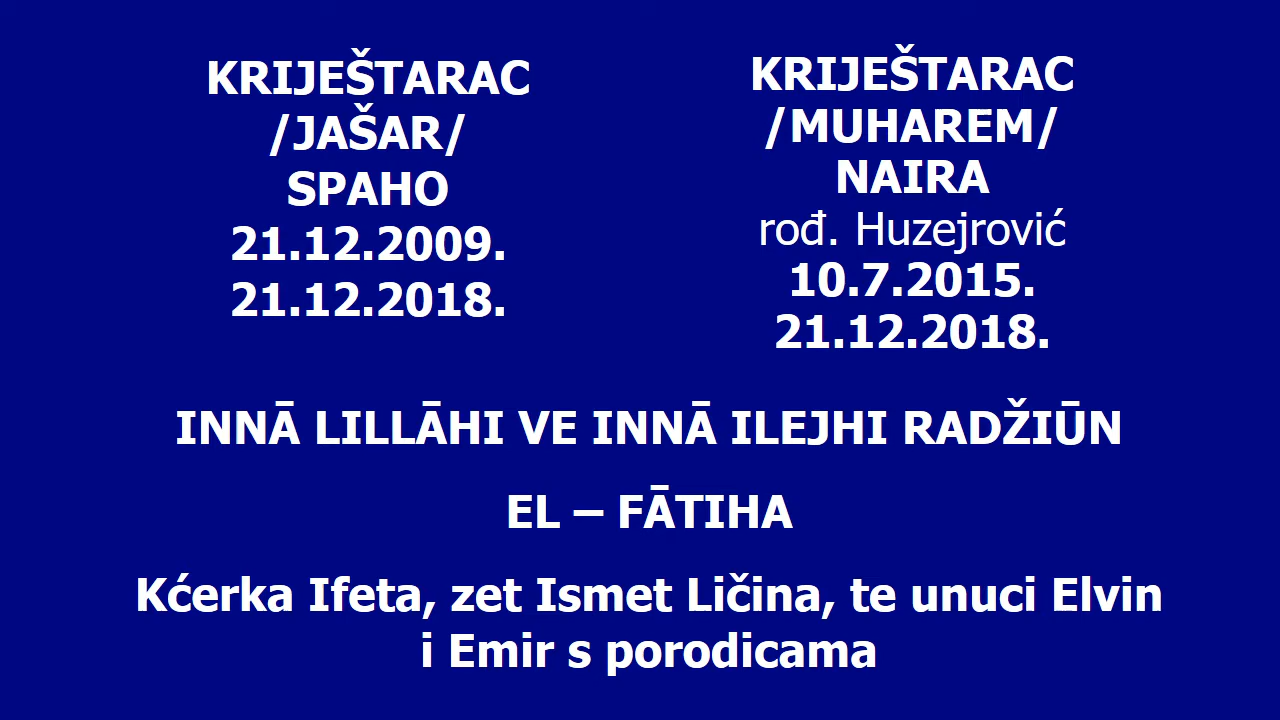 KRIJEŠTARAC
/JAŠAR/
SPAHO
21.12.2009.
21.12.2018.
KRIJEŠTARAC
/MUHAREM/
NAIRA
rođ. Huzejrović
10.7.2015.
21.12.2018.
INNĀ LILLĀHI VE INNĀ ILEJHI RADŽIŪN
EL – FĀTIHA
Kćerka Ifeta, zet Ismet Ličina, te unuci Elvin
i Emir s porodicama